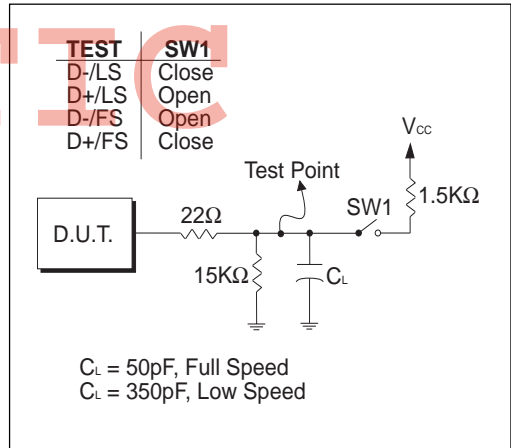 TIC
TEST SW1
D-/LS Close
D+/LS Open
D-/FS Open
D+/FS Close
Vcc
Test Point
1.5KΩ
SW1
22Ω
D.U.T.
15KΩ
CL
CL = 50pF, Full Speed
CL = 350pF, Low Speed